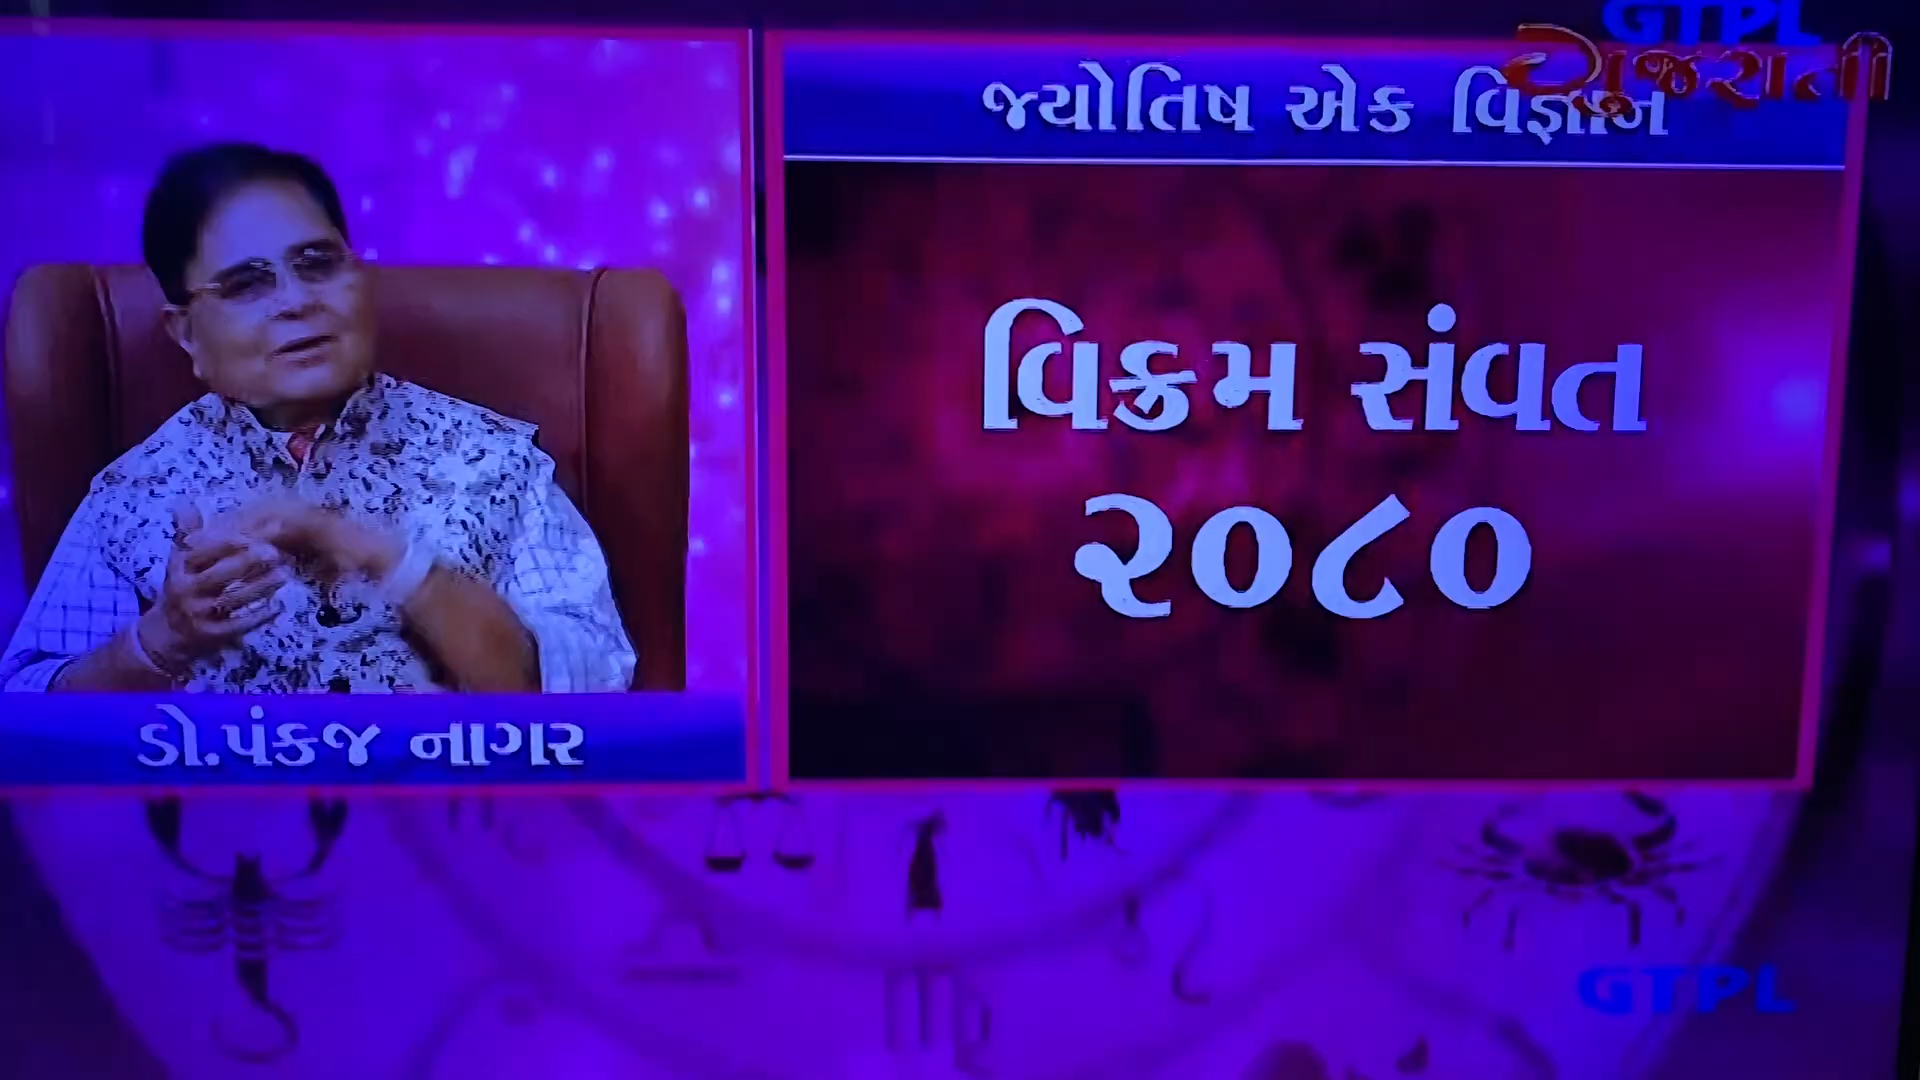 GTPL
ગુજરાતી
જ્યોતિષ એક વિજ્ઞાન
વિક્રમ સંવત
૨૦૮૦
ડો.પંકજ નાગર
GTPL